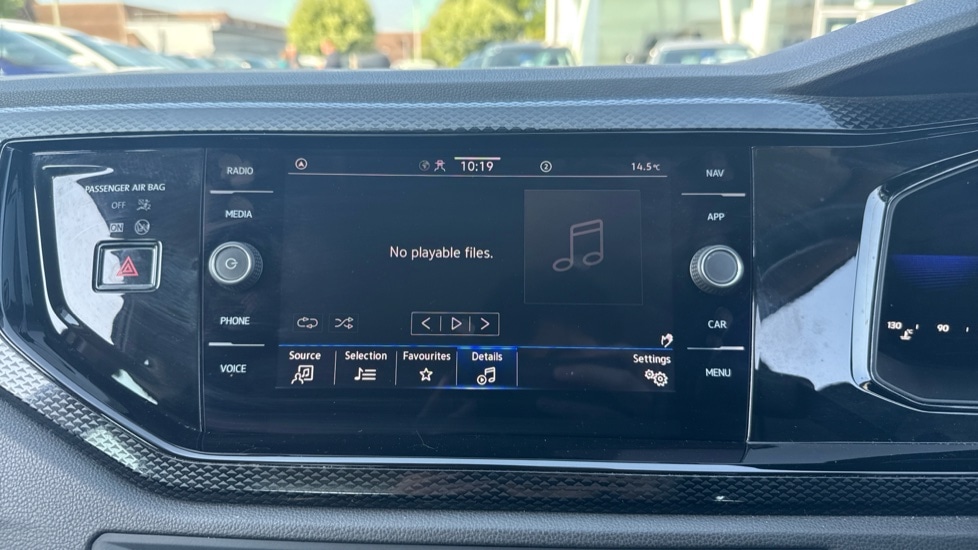 PASSENGER AIR BAG
OFF
ON
RADIO
MEDIA
PHONE
VOICE
10:19
2
14.5°C
No playable files.
Source
Selection
Favourites
Details
Settings
NAV
APP
CAR
MENU
130
90